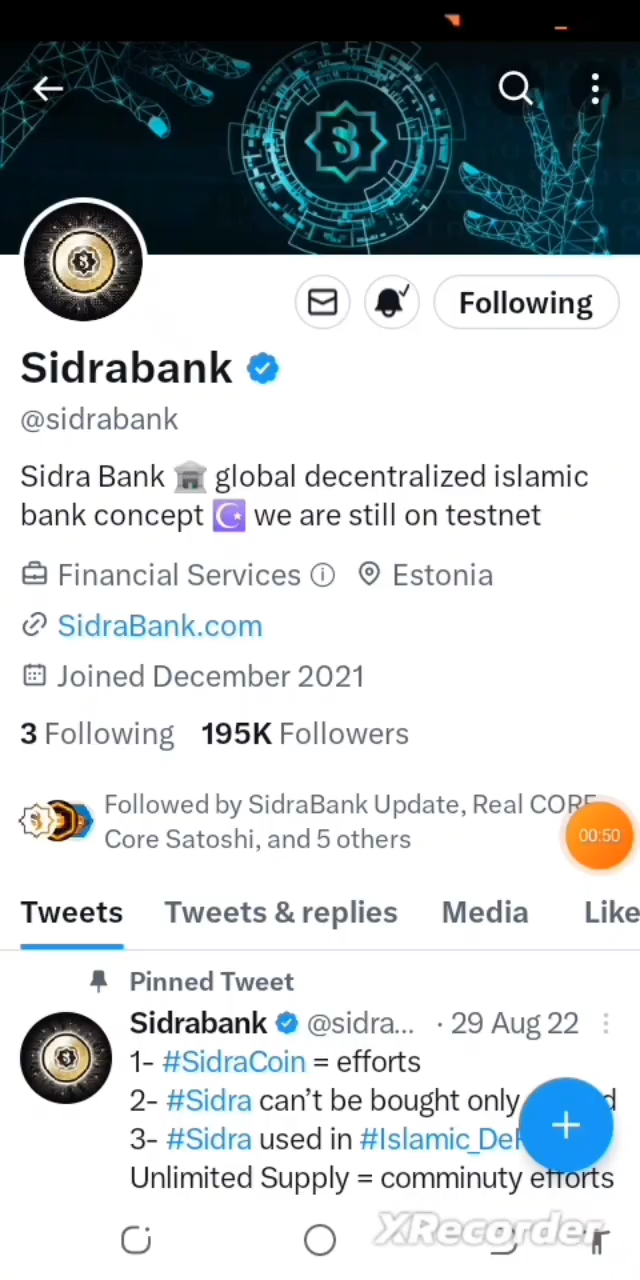 Following
Sidrabank
@sidrabank
Sidra Bank 🏛️ global decentralized islamic
bank concept ☪️ we are still on testnet
Financial Services Estonia
SidraBank.com
Joined December 2021
3 Following 195K Followers
Followed by SidraBank Update, Real CORE
Core Satoshi, and 5 others
00:50
Tweets Tweets & replies Media Like
Pinned Tweet
Sidrabank @sidra... · 29 Aug 22
1- #SidraCoin = efforts
2- #Sidra can't be bought only
3- #Sidra used in
Unlimited Supply = comminuty efforts
XRecorder